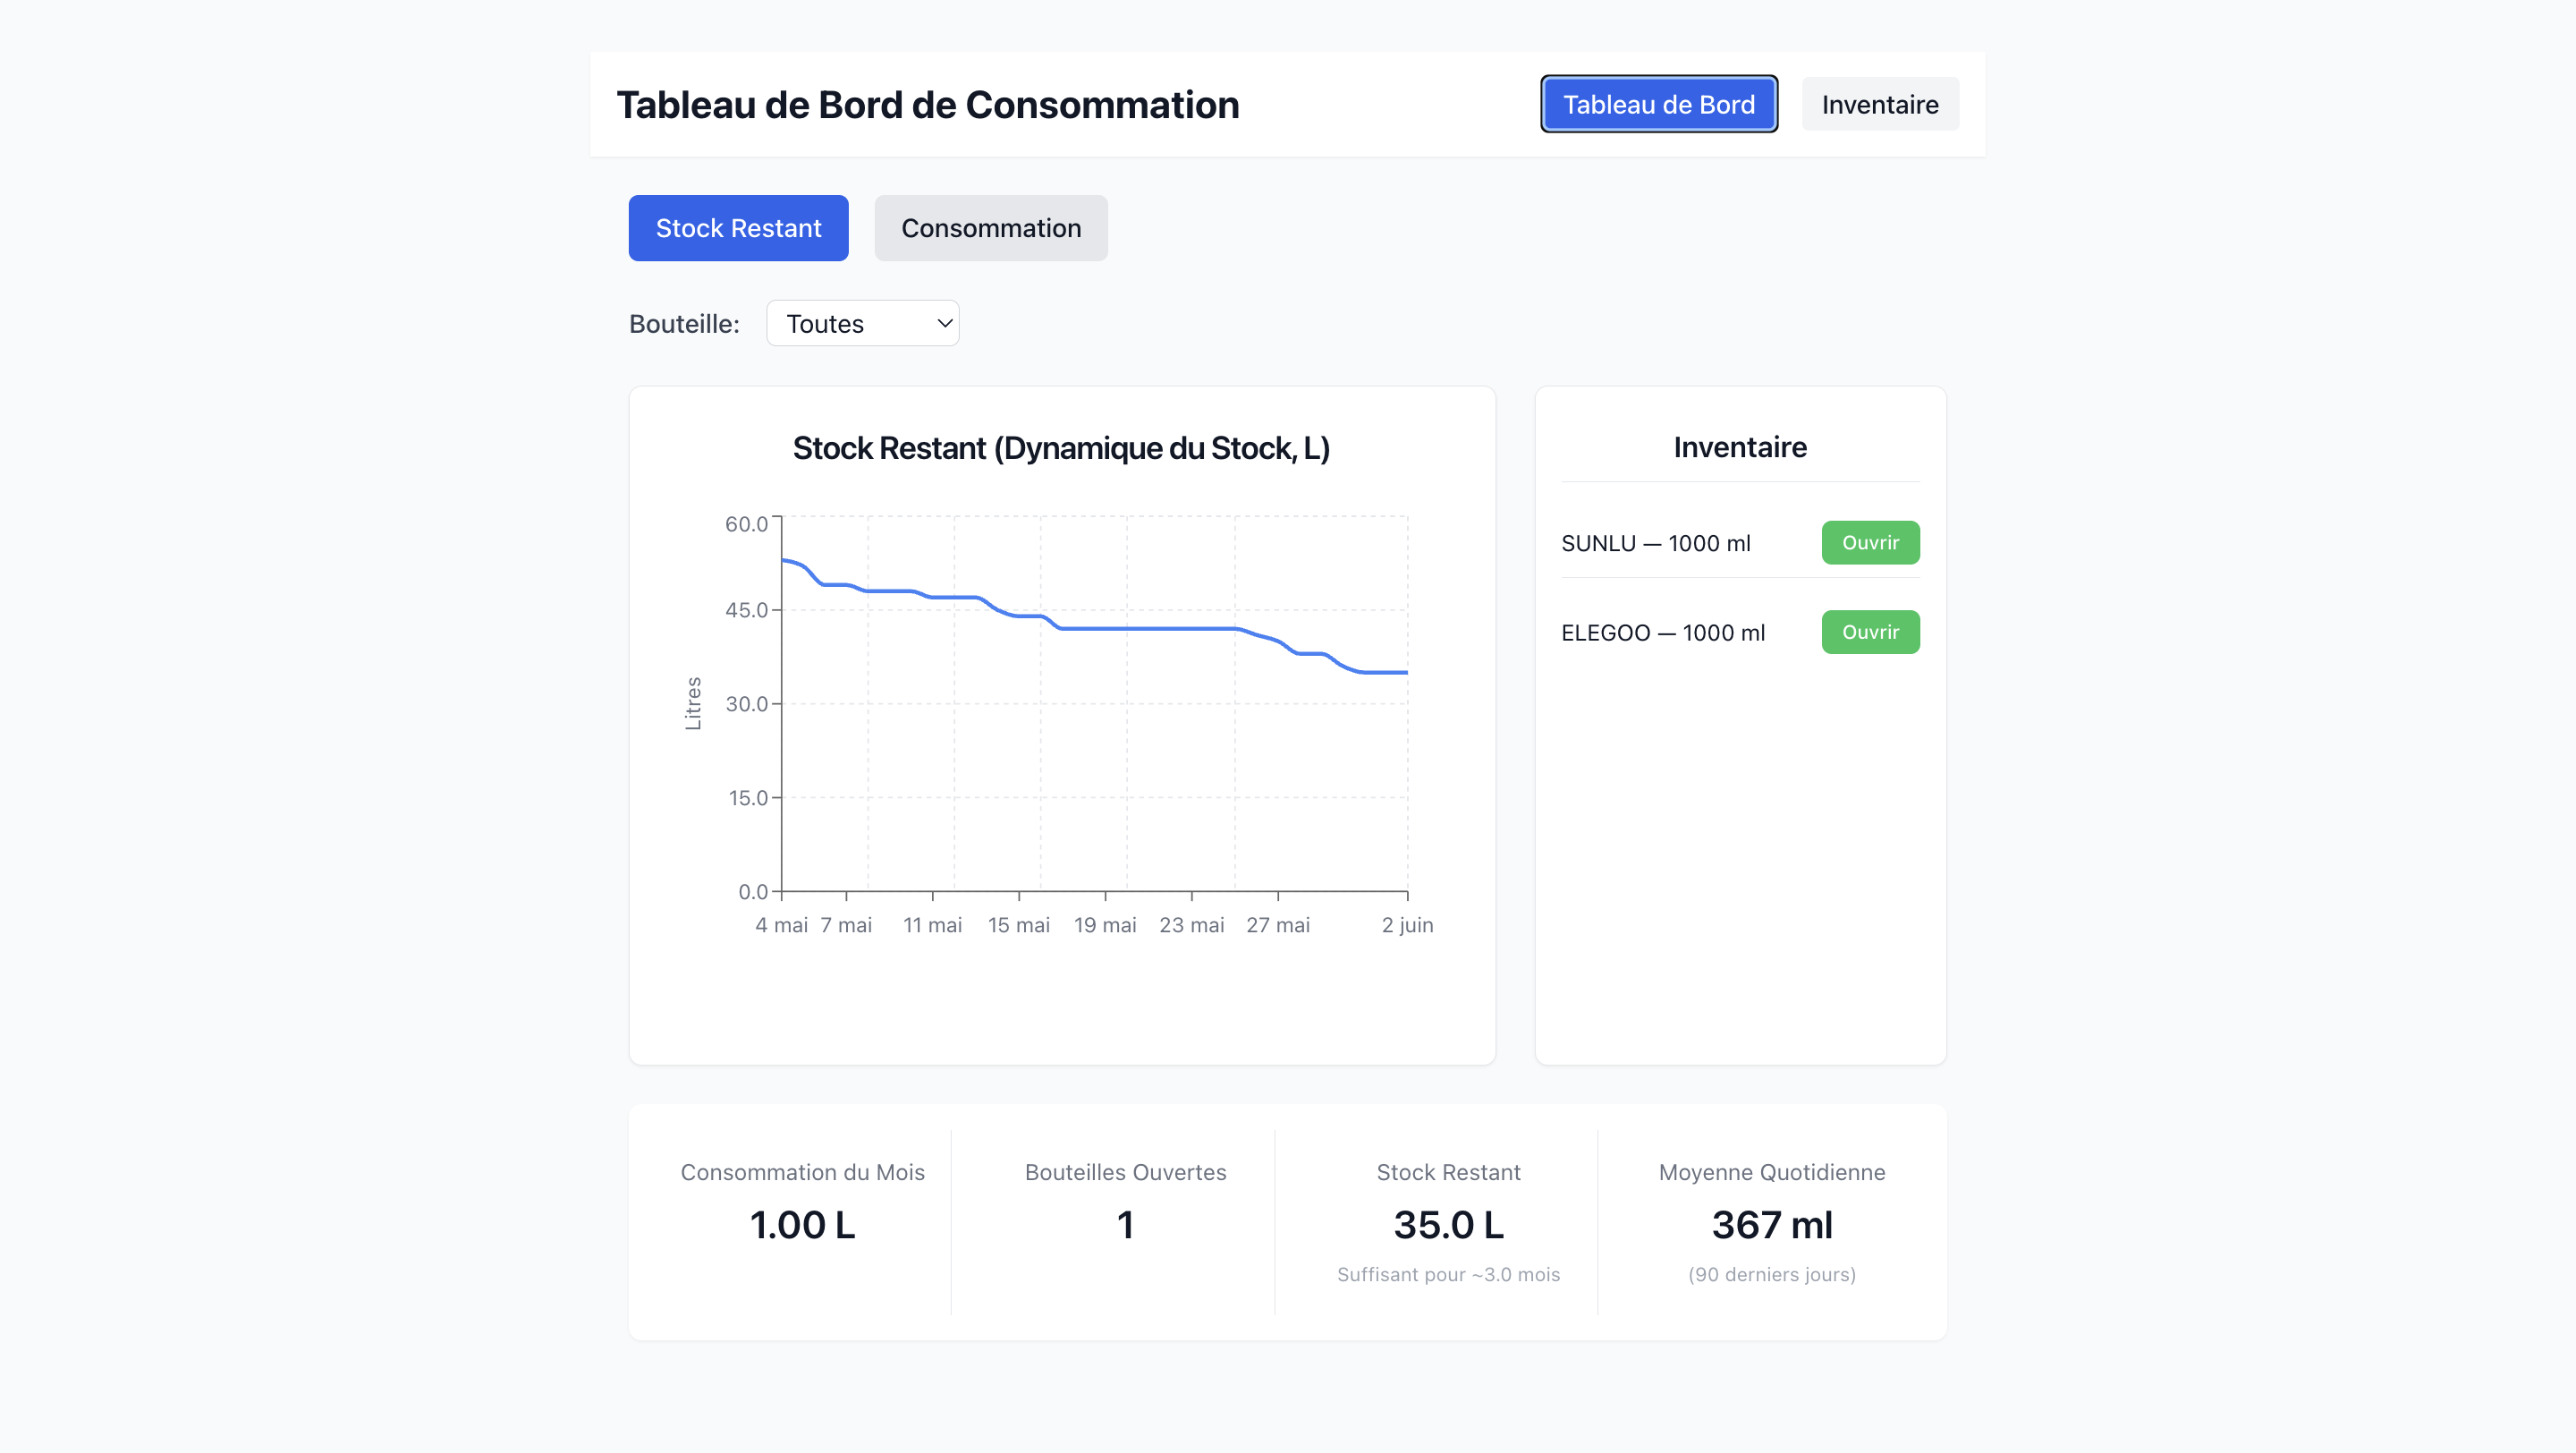 Tableau de Bord de Consommation
Tableau de Bord
Inventaire
Stock Restant
Consommation
Bouteille:
Toutes
Stock Restant (Dynamique du Stock, L)
60.0
45.0
30.0
15.0
0.0
Litres
4 mai
7 mai
11 mai
15 mai
19 mai
23 mai
27 mai
2 juin
Inventaire
SUNLU — 1000 ml
Ouvrir
ELEGOO — 1000 ml
Ouvrir
Consommation du Mois
1.00 L
Bouteilles Ouvertes
1
Stock Restant
35.0 L
Suffisant pour ~3.0 mois
Moyenne Quotidienne
367 ml
(90 derniers jours)